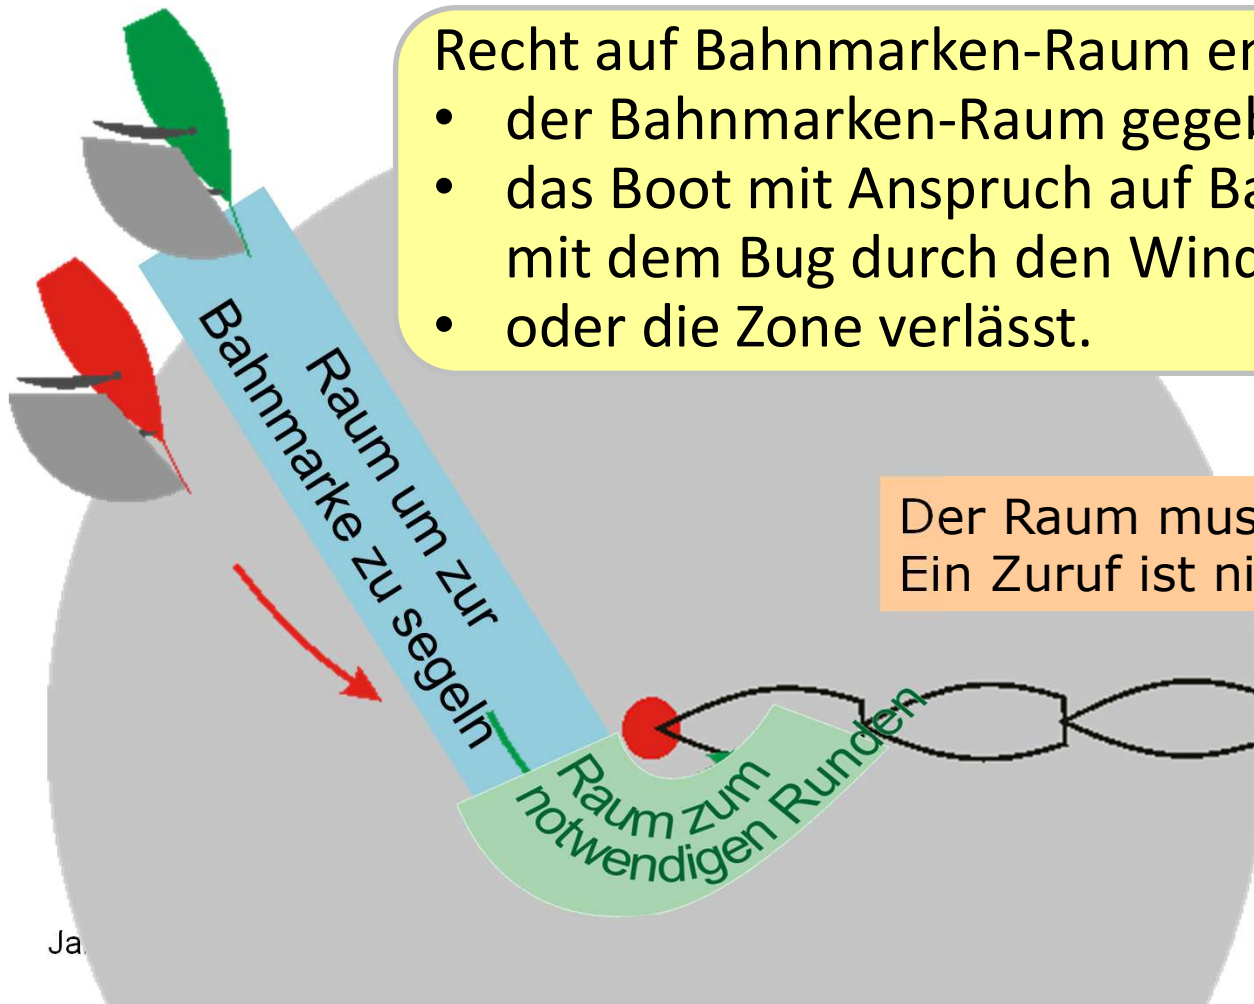 Recht auf Bahnmarken-Raum er
• der Bahnmarken-Raum gegeb
• das Boot mit Anspruch auf Ba
mit dem Bug durch den Wind
• oder die Zone verlässt.
Raum um zur
Bahnmarke zu segeln
Der Raum mus
Ein Zuruf ist ni
Raum zum
notwendigen Runden
Ja